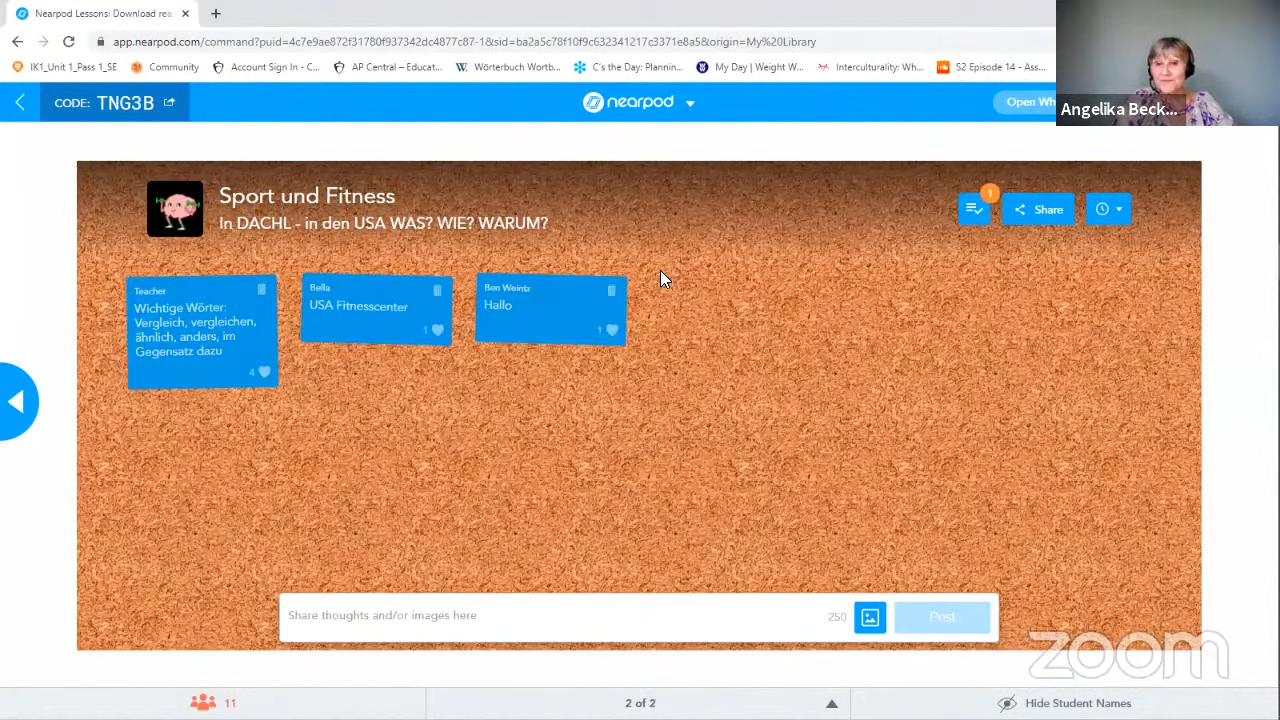 Nearpod Lessons: Download rea
app.nearpod.com/command?puid=4c7e9ae872f31780f937342dc4877c87-1&sid=ba2a5c78f10f9c632341217c3371e8a5&origin=My%20Library
IK1_Unit 1_Pass 1_SE
Community
Account Sign In - C...
AP Central – Educat...
Wörterbuch Wortb...
C's the Day: Plannin...
My Day | Weight W...
Interculturality: Wh...
S2 Episode 14 - Ass...
CODE: TNG3B
nearpod
Open Wh
Angelika Beck...
Sport und Fitness
In DACHL - in den USA WAS? WIE? WARUM?
1
Share
Teacher
Wichtige Wörter:
Vergleich, vergleichen,
ähnlich, anders, im
Gegensatz dazu
4
Bella
USA Fitnesscenter
1
Ben Weintz
Hallo
1
Share thoughts and/or images here
250
Post
zoom
11
2 of 2
Hide Student Names